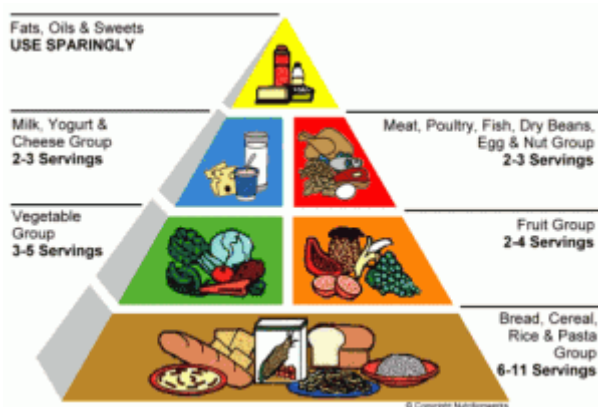 Fats, Oils & Sweets
USE SPARINGLY
Milk, Yogurt &
Cheese Group
2-3 Servings
Meat, Poultry, Fish, Dry Beans,
Egg & Nut Group
2-3 Servings
Vegetable
Group
3-5 Servings
Fruit Group
2-4 Servings
Bread, Cereal,
Rice & Pasta
Group
6-11 Servings
© Copyright